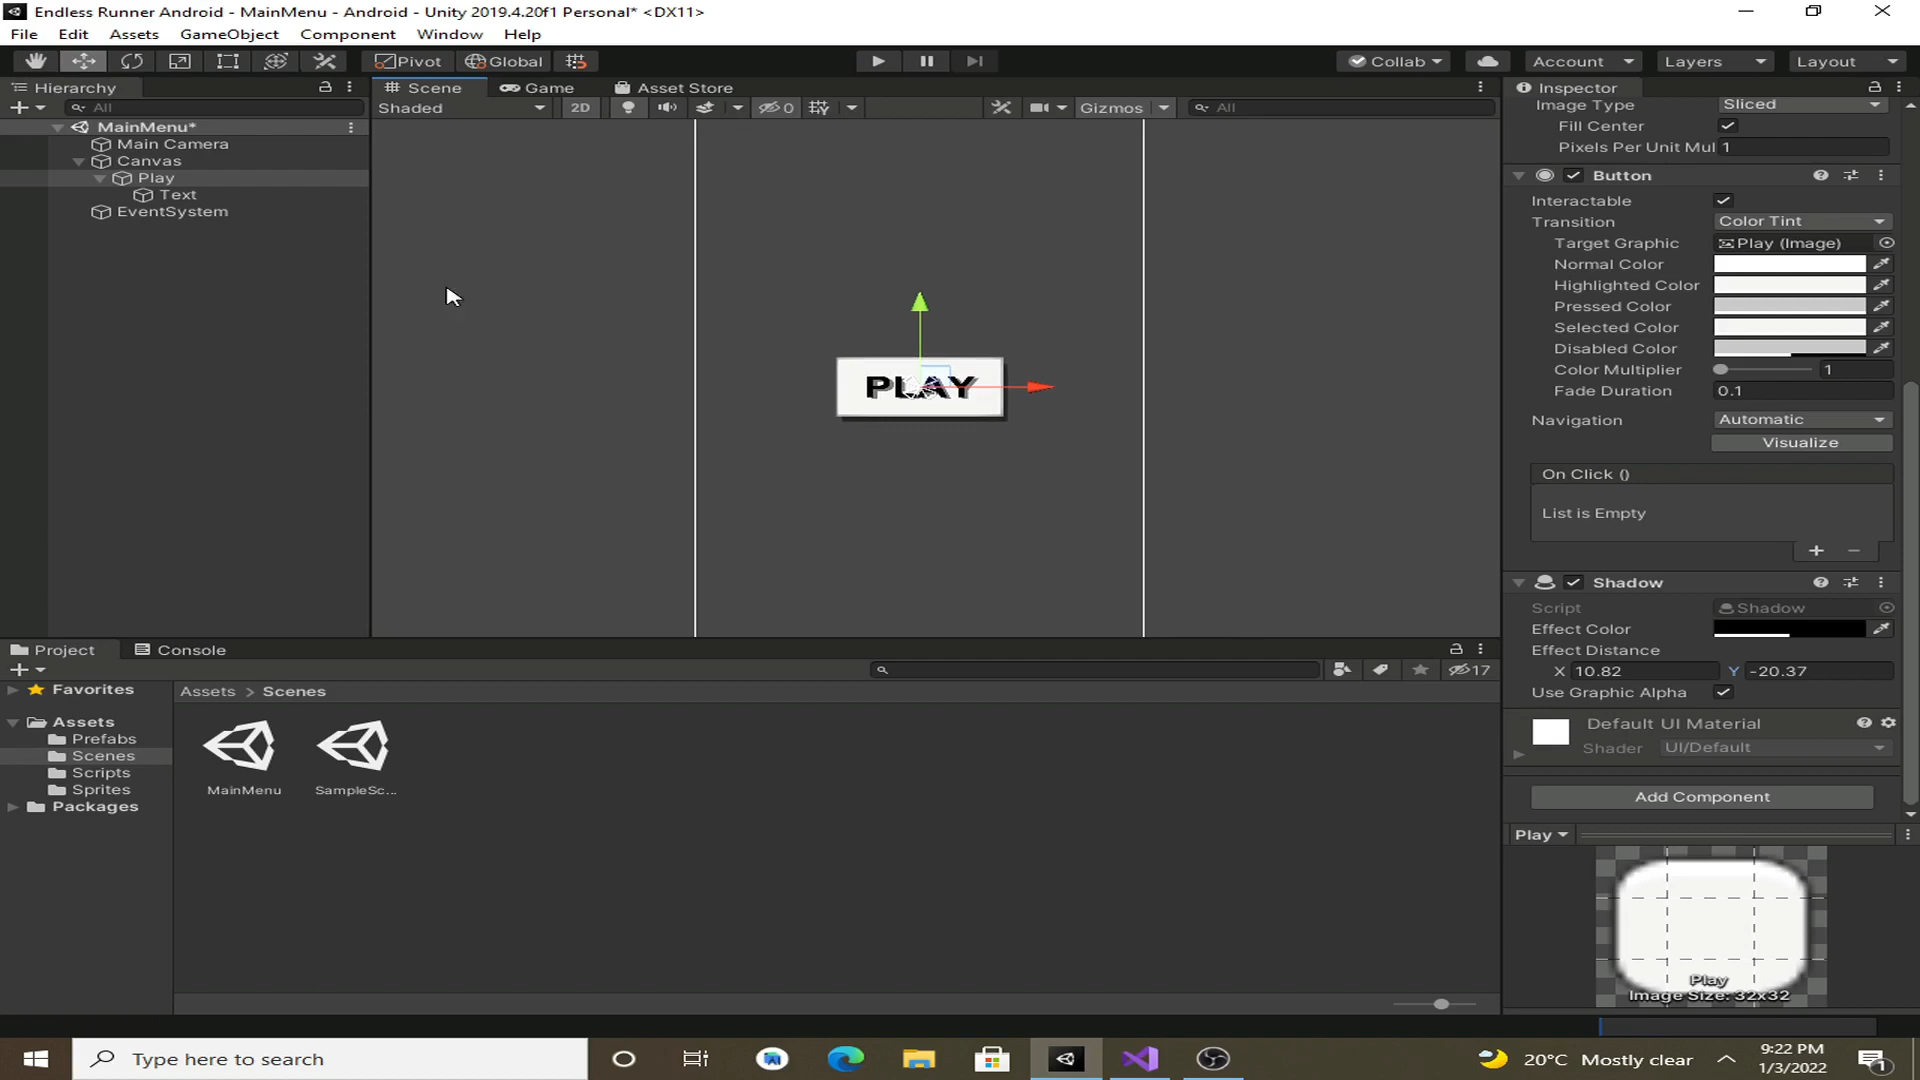 Endless Runner Android - MainMenu - Android - Unity 2019.4.20f1 Personal* <DX11>
File Edit Assets GameObject Component Window Help
Pivot Global Collab Account Layers Layout
Hierarchy Scene Game Asset Store Inspector
All Shaded 2D 0 Gizmos All
MainMenu*
Main Camera
Canvas
Play
Text
EventSystem
PLAY
Image Type Sliced
Fill Center
Pixels Per Unit Mul 1
Button
Interactable
Transition Color Tint
Target Graphic Play (Image)
Normal Color
Highlighted Color
Pressed Color
Selected Color
Disabled Color
Color Multiplier 1
Fade Duration 0.1
Navigation Automatic
Visualize
On Click ()
List is Empty
Shadow
Script Shadow
Effect Color
Effect Distance
X 10.82 Y -20.37
Use Graphic Alpha
Default UI Material
Shader UI/Default
Add Component
Play
Play
Image Size: 32x32
Project Console
17
Favorites
Assets
Prefabs
Scenes
Scripts
Sprites
Packages
Assets > Scenes
MainMenu SampleSc...
Type here to search
20°C Mostly clear
9:22 PM
1/3/2022
1